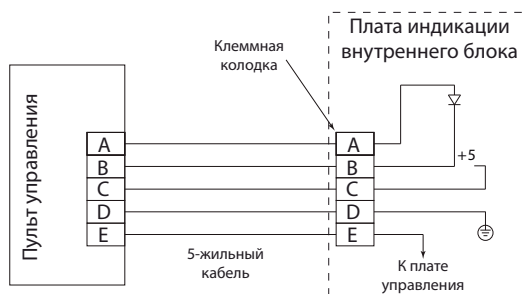 Плата индикации
внутреннего блока
Клеммная
колодка
Пульт управления
A
B
C
D
E
A
B
C
D
E
+5
5-жильный
кабель
К плате
управления